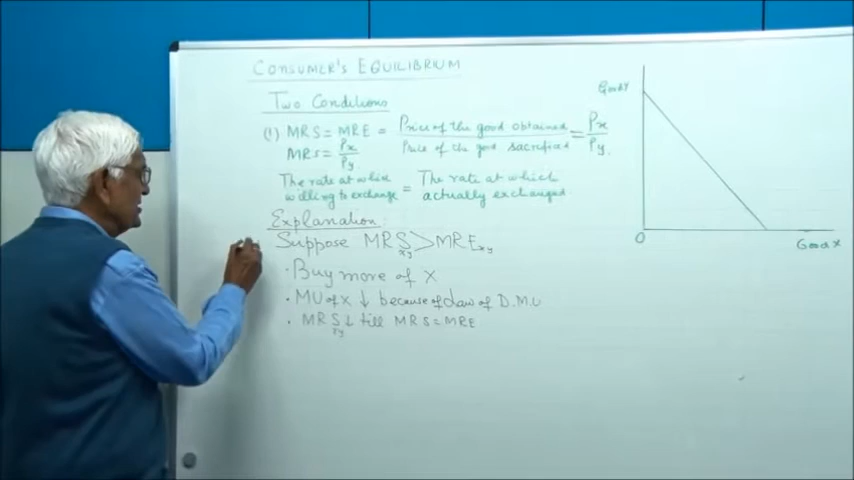 CONSUMER'S EQUILIBRIUM
Two Conditions
(1) MRS = MRE = Price of the good obtained / Price of the good sacrificed = Px / Py.
MRS = Px / Py
The rate at which willing to exchange = The rate at which actually exchanged
Explanation:
Suppose MRSxy > MRExy
· Buy more of X
· MU of X ↓ because of Law of D.M.U
· MRSxy ↓ till MRS = MRE
Good Y
O
Good X